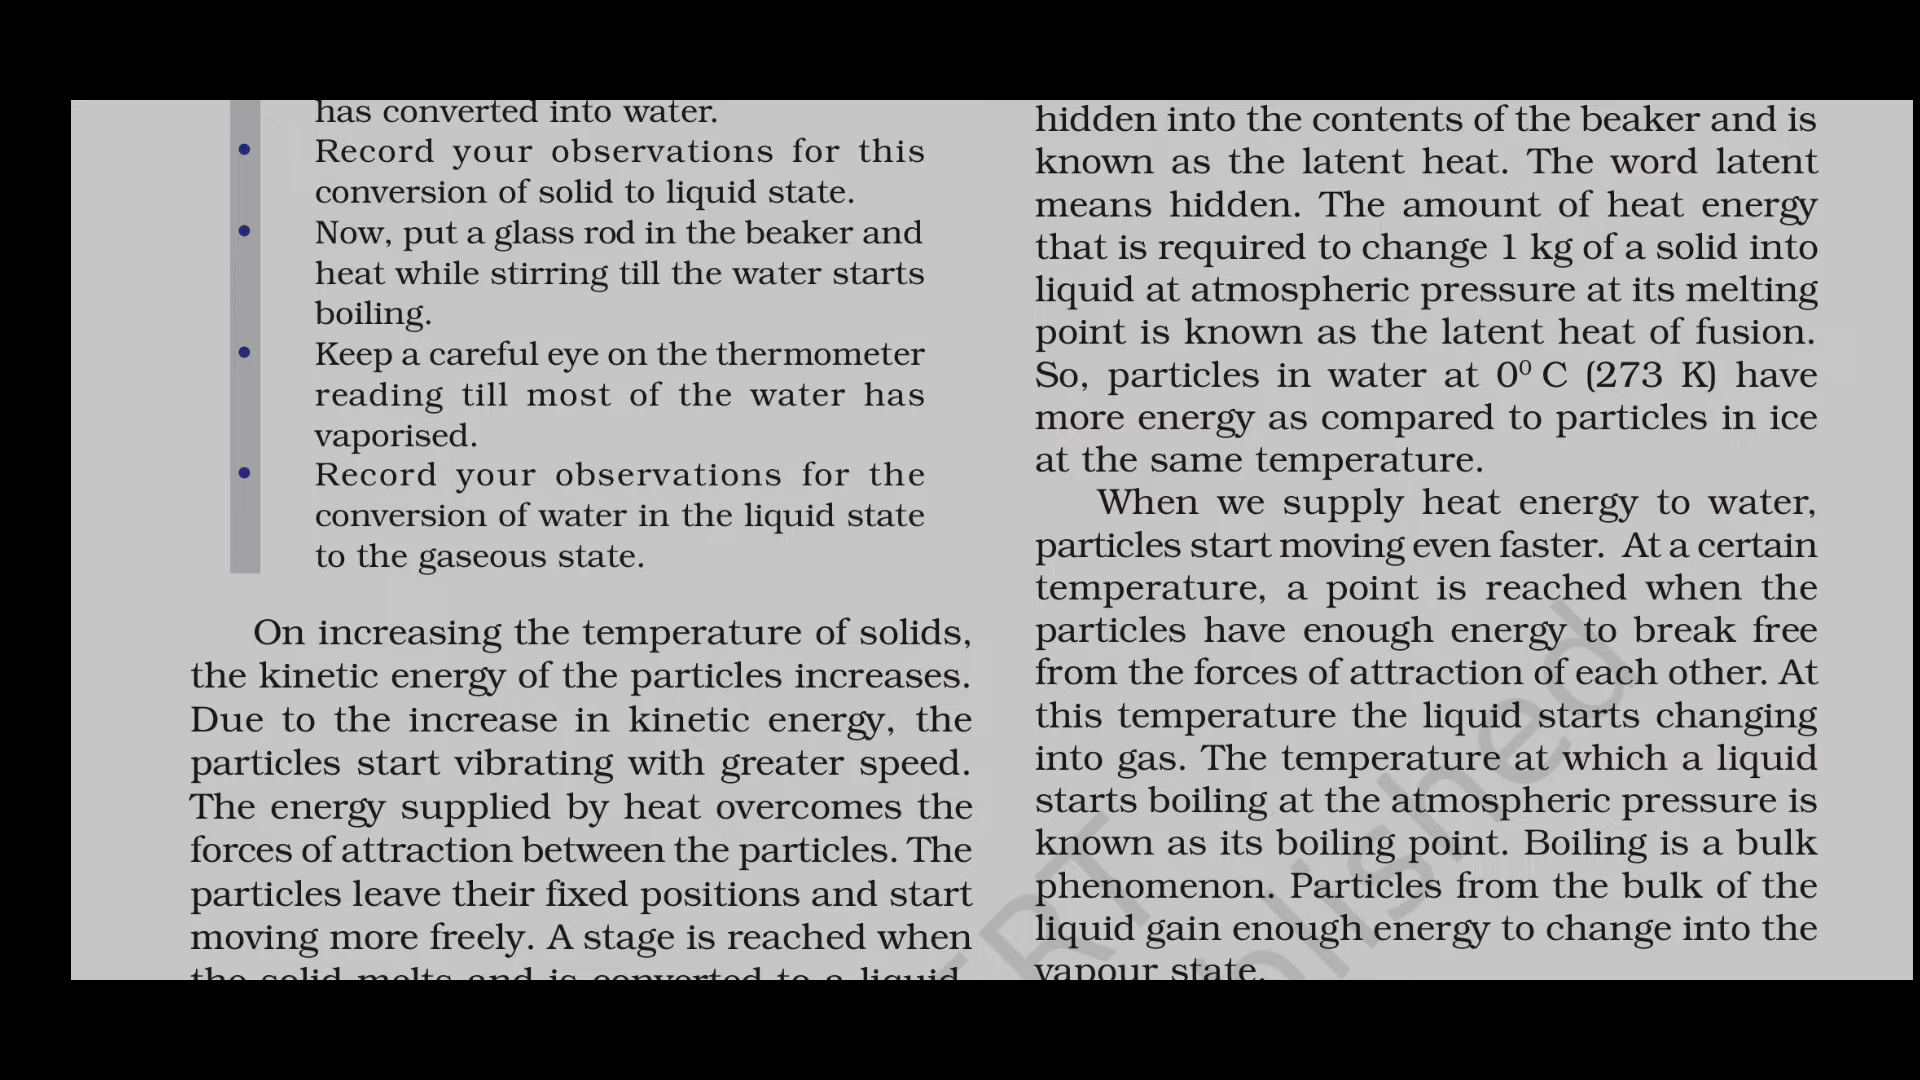 has converted into water.
• Record your observations for this
conversion of solid to liquid state.
• Now, put a glass rod in the beaker and
heat while stirring till the water starts
boiling.
• Keep a careful eye on the thermometer
reading till most of the water has
vaporised.
• Record your observations for the
conversion of water in the liquid state
to the gaseous state.
On increasing the temperature of solids,
the kinetic energy of the particles increases.
Due to the increase in kinetic energy, the
particles start vibrating with greater speed.
The energy supplied by heat overcomes the
forces of attraction between the particles. The
particles leave their fixed positions and start
moving more freely. A stage is reached when
the solid melts and is converted to a liquid.
hidden into the contents of the beaker and is
known as the latent heat. The word latent
means hidden. The amount of heat energy
that is required to change 1 kg of a solid into
liquid at atmospheric pressure at its melting
point is known as the latent heat of fusion.
So, particles in water at 0⁰ C (273 K) have
more energy as compared to particles in ice
at the same temperature.
When we supply heat energy to water,
particles start moving even faster. At a certain
temperature, a point is reached when the
particles have enough energy to break free
from the forces of attraction of each other. At
this temperature the liquid starts changing
into gas. The temperature at which a liquid
starts boiling at the atmospheric pressure is
known as its boiling point. Boiling is a bulk
phenomenon. Particles from the bulk of the
liquid gain enough energy to change into the
vapour state.